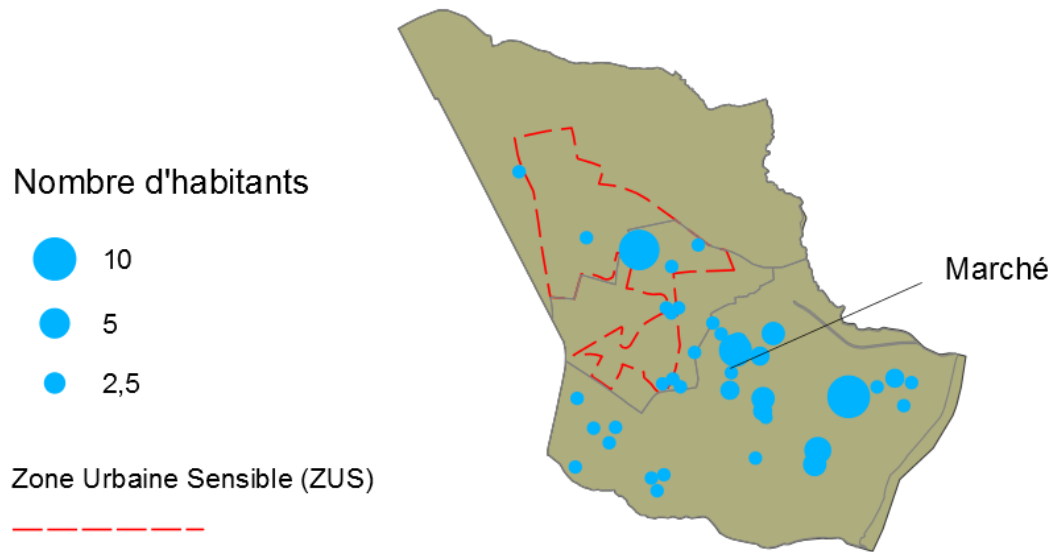 Nombre d'habitants
10
5
2,5
Zone Urbaine Sensible (ZUS)
Marché